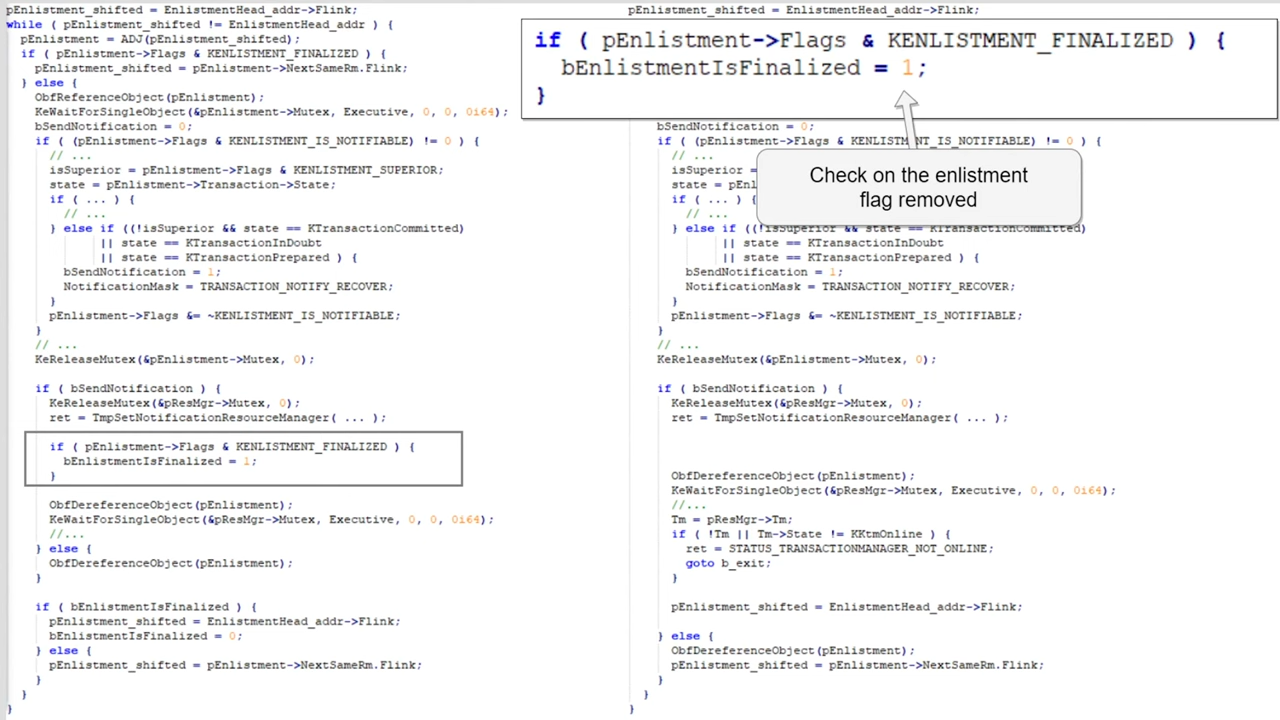 pEnlistment_shifted = EnlistmentHead_addr->Flink;
while ( pEnlistment_shifted != EnlistmentHead_addr ) {
  pEnlistment = ADJ(pEnlistment_shifted);
  if ( pEnlistment->Flags & KENLISTMENT_FINALIZED ) {
    pEnlistment_shifted = pEnlistment->NextSameRm.Flink;
  } else {
    ObfReferenceObject(pEnlistment);
    KeWaitForSingleObject(&pEnlistment->Mutex, Executive, 0, 0, 0i64);
    bSendNotification = 0;
    if ( (pEnlistment->Flags & KENLISTMENT_IS_NOTIFIABLE) != 0 ) {
      // ...
      isSuperior = pEnlistment->Flags & KENLISTMENT_SUPERIOR;
      state = pEnlistment->Transaction->State;
      if ( ... ) {
        // ...
      } else if ((!isSuperior && state == KTransactionCommitted)
             || state == KTransactionInDoubt
             || state == KTransactionPrepared ) {
        bSendNotification = 1;
        NotificationMask = TRANSACTION_NOTIFY_RECOVER;
      }
      pEnlistment->Flags &= ~KENLISTMENT_IS_NOTIFIABLE;
    }
    // ...
    KeReleaseMutex(&pEnlistment->Mutex, 0);
    if ( bSendNotification ) {
      KeReleaseMutex(&pResMgr->Mutex, 0);
      ret = TmpSetNotificationResourceManager( ... );
      if ( pEnlistment->Flags & KENLISTMENT_FINALIZED ) {
        bEnlistmentIsFinalized = 1;
      }
      ObfDereferenceObject(pEnlistment);
      KeWaitForSingleObject(&pResMgr->Mutex, Executive, 0, 0, 0i64);
      //...
    } else {
      ObfDereferenceObject(pEnlistment);
    }
    if ( bEnlistmentIsFinalized ) {
      pEnlistment_shifted = EnlistmentHead_addr->Flink;
      bEnlistmentIsFinalized = 0;
    } else {
      pEnlistment_shifted = pEnlistment->NextSameRm.Flink;
    }
  }
}
pEnlistment_shifted = EnlistmentHead_addr->Flink;
if ( pEnlistment->Flags & KENLISTMENT_FINALIZED ) {
  bEnlistmentIsFinalized = 1;
}
Check on the enlistment
flag removed
    bSendNotification = 0;
    if ( (pEnlistment->Flags & KENLISTMENT_IS_NOTIFIABLE) != 0 ) {
      // ...
      isSuperior =
      state =
      if ( ... ) {
        // ...
      } else if ((!isSuperior && state == KTransactionCommitted)
             || state == KTransactionInDoubt
             || state == KTransactionPrepared ) {
        bSendNotification = 1;
        NotificationMask = TRANSACTION_NOTIFY_RECOVER;
      }
      pEnlistment->Flags &= ~KENLISTMENT_IS_NOTIFIABLE;
    }
    // ...
    KeReleaseMutex(&pEnlistment->Mutex, 0);
    if ( bSendNotification ) {
      KeReleaseMutex(&pResMgr->Mutex, 0);
      ret = TmpSetNotificationResourceManager( ... );
      ObfDereferenceObject(pEnlistment);
      KeWaitForSingleObject(&pResMgr->Mutex, Executive, 0, 0, 0i64);
      //...
      Tm = pResMgr->Tm;
      if ( !Tm || Tm->State != KKtmOnline ) {
        ret = STATUS_TRANSACTIONMANAGER_NOT_ONLINE;
        goto b_exit;
      }
      pEnlistment_shifted = EnlistmentHead_addr->Flink;
    } else {
      ObfDereferenceObject(pEnlistment);
      pEnlistment_shifted = pEnlistment->NextSameRm.Flink;
    }
  }
}